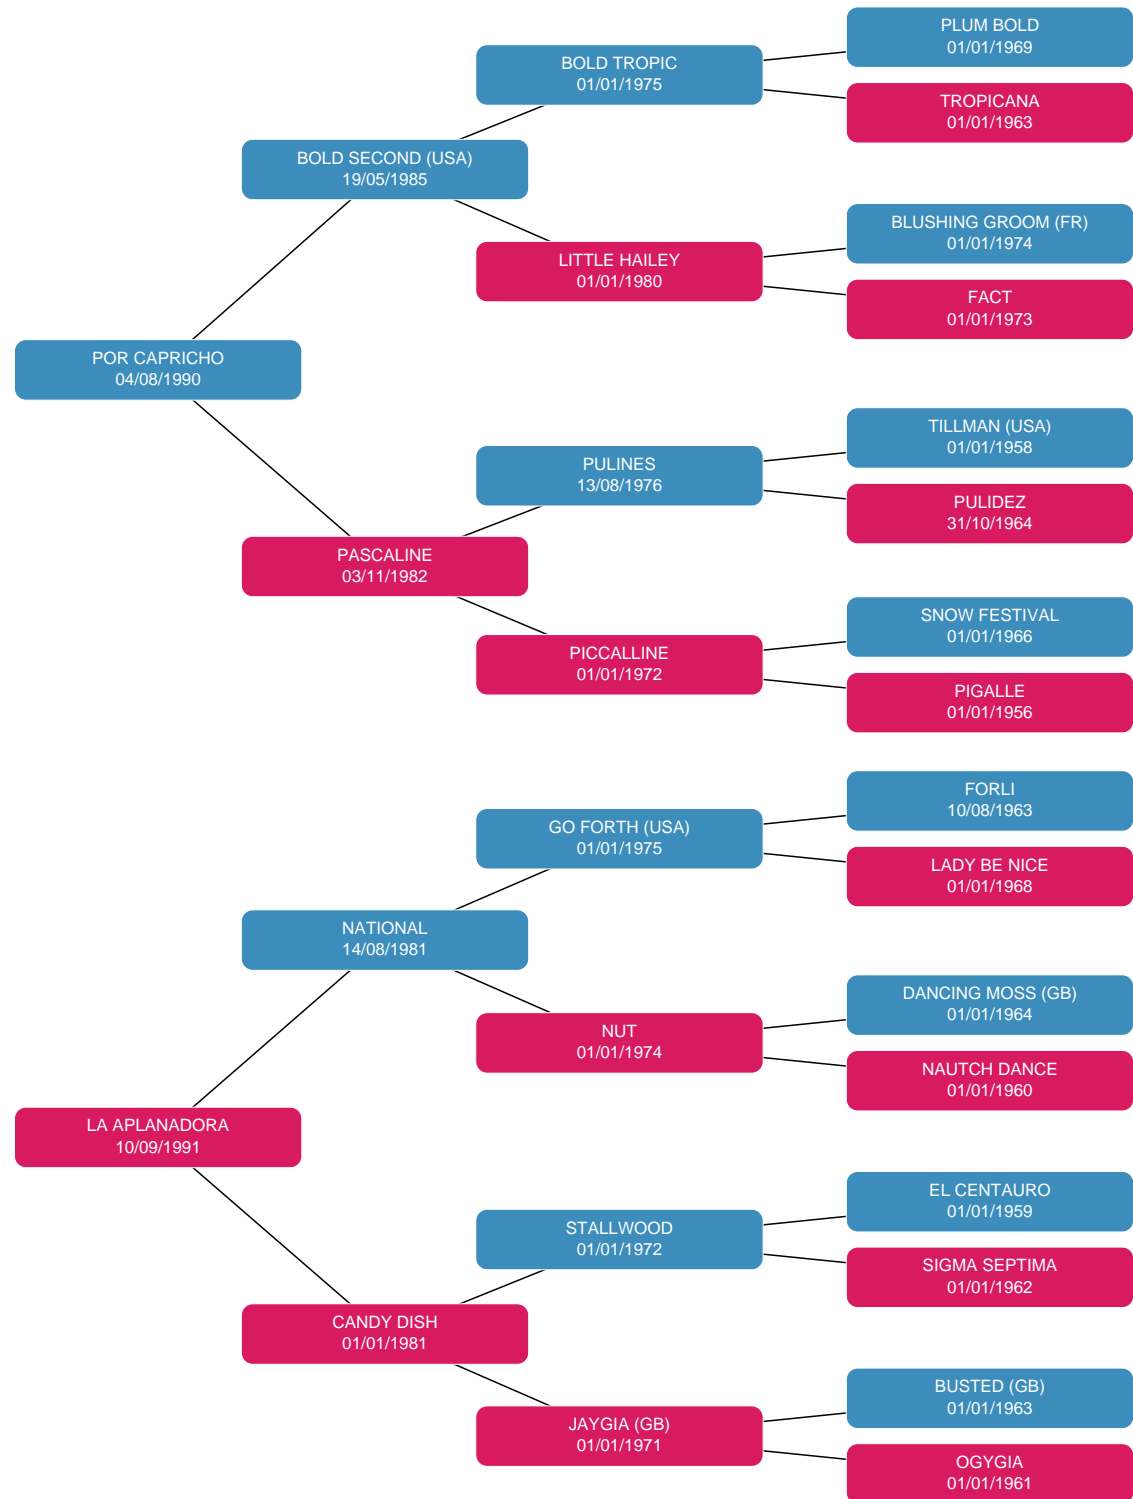 PLUM BOLD
01/01/1969
BOLD TROPIC
01/01/1975
TROPICANA
01/01/1963
BOLD SECOND (USA)
19/05/1985
BLUSHING GROOM (FR)
01/01/1974
LITTLE HAILEY
01/01/1980
FACT
01/01/1973
POR CAPRICHO
04/08/1990
TILLMAN (USA)
01/01/1958
PULINES
13/08/1976
PULIDEZ
31/10/1964
PASCALINE
03/11/1982
SNOW FESTIVAL
01/01/1966
PICCALLINE
01/01/1972
PIGALLE
01/01/1956
FORLI
10/08/1963
GO FORTH (USA)
01/01/1975
LADY BE NICE
01/01/1968
NATIONAL
14/08/1981
DANCING MOSS (GB)
01/01/1964
NUT
01/01/1974
NAUTCH DANCE
01/01/1960
LA APLANADORA
10/09/1991
EL CENTAURO
01/01/1959
STALLWOOD
01/01/1972
SIGMA SEPTIMA
01/01/1962
CANDY DISH
01/01/1981
BUSTED (GB)
01/01/1963
JAYGIA (GB)
01/01/1971
OGYGIA
01/01/1961